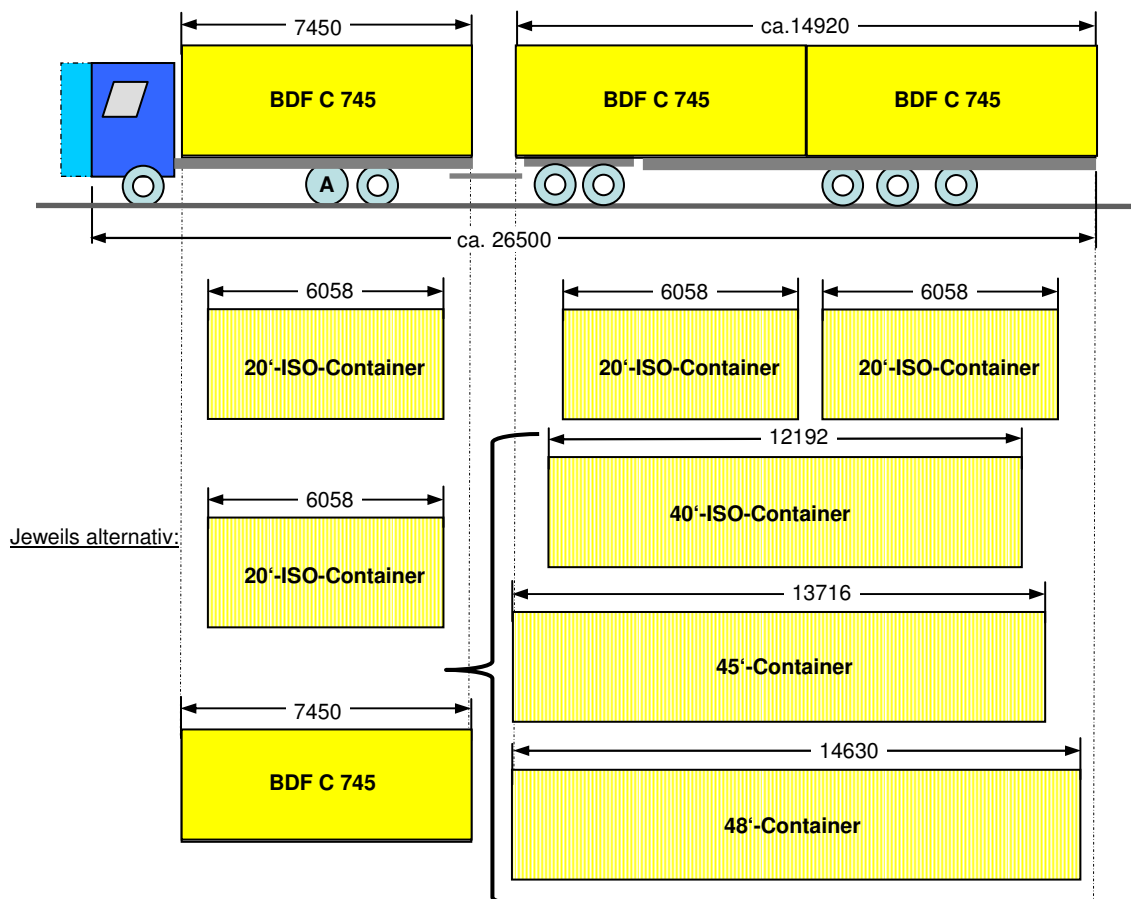 7450
ca.14920
BDF C 745
BDF C 745
BDF C 745
A
ca. 26500
6058
6058
6058
20‘-ISO-Container
20‘-ISO-Container
20‘-ISO-Container
12192
6058
40‘-ISO-Container
Jeweils alternativ:
20‘-ISO-Container
13716
45‘-Container
7450
14630
BDF C 745
48‘-Container